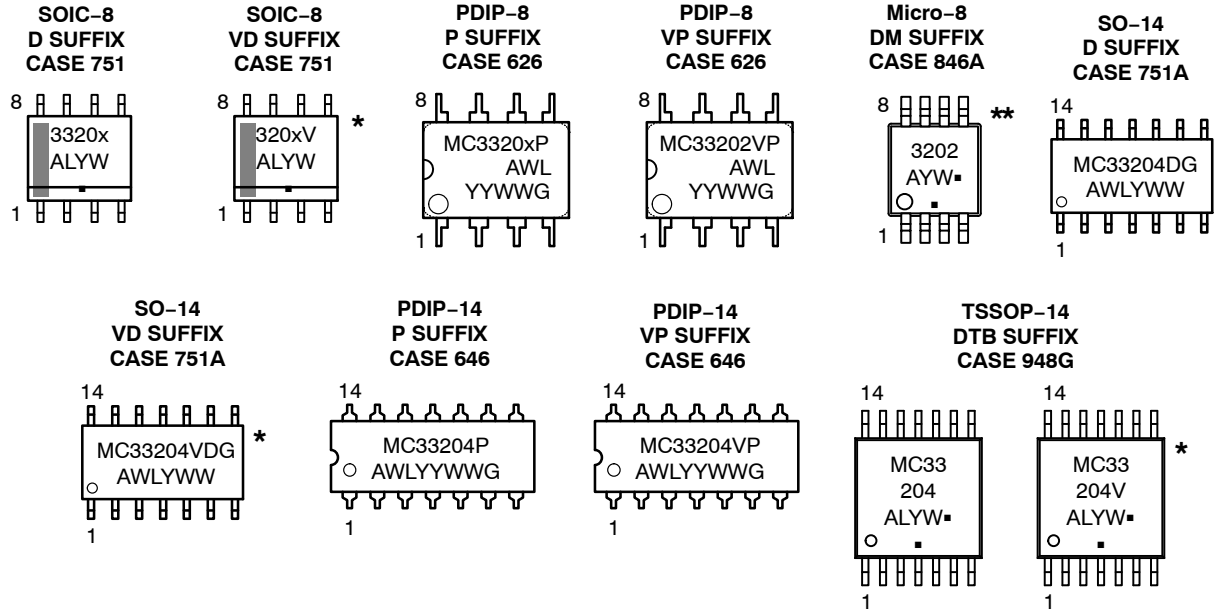 SOIC−8
D SUFFIX
CASE 751
8
3320x
ALYW
▪
1
SOIC−8
VD SUFFIX
CASE 751
8
*
320xV
ALYW
▪
1
PDIP−8
P SUFFIX
CASE 626
8
MC3320xP
AWL
YYWWG
1
PDIP−8
VP SUFFIX
CASE 626
8
MC33202VP
AWL
YYWWG
1
Micro−8
DM SUFFIX
CASE 846A
8
**
3202
AYW▪
▪
1
SO−14
D SUFFIX
CASE 751A
14
MC33204DG
AWLYWW
1
SO−14
VD SUFFIX
CASE 751A
14
*
MC33204VDG
AWLYWW
1
PDIP−14
P SUFFIX
CASE 646
14
MC33204P
AWLYYWWG
1
PDIP−14
VP SUFFIX
CASE 646
14
MC33204VP
AWLYYWWG
1
TSSOP−14
DTB SUFFIX
CASE 948G
14
MC33
204
ALYW▪
▪
1
14
*
MC33
204V
ALYW▪
▪
1